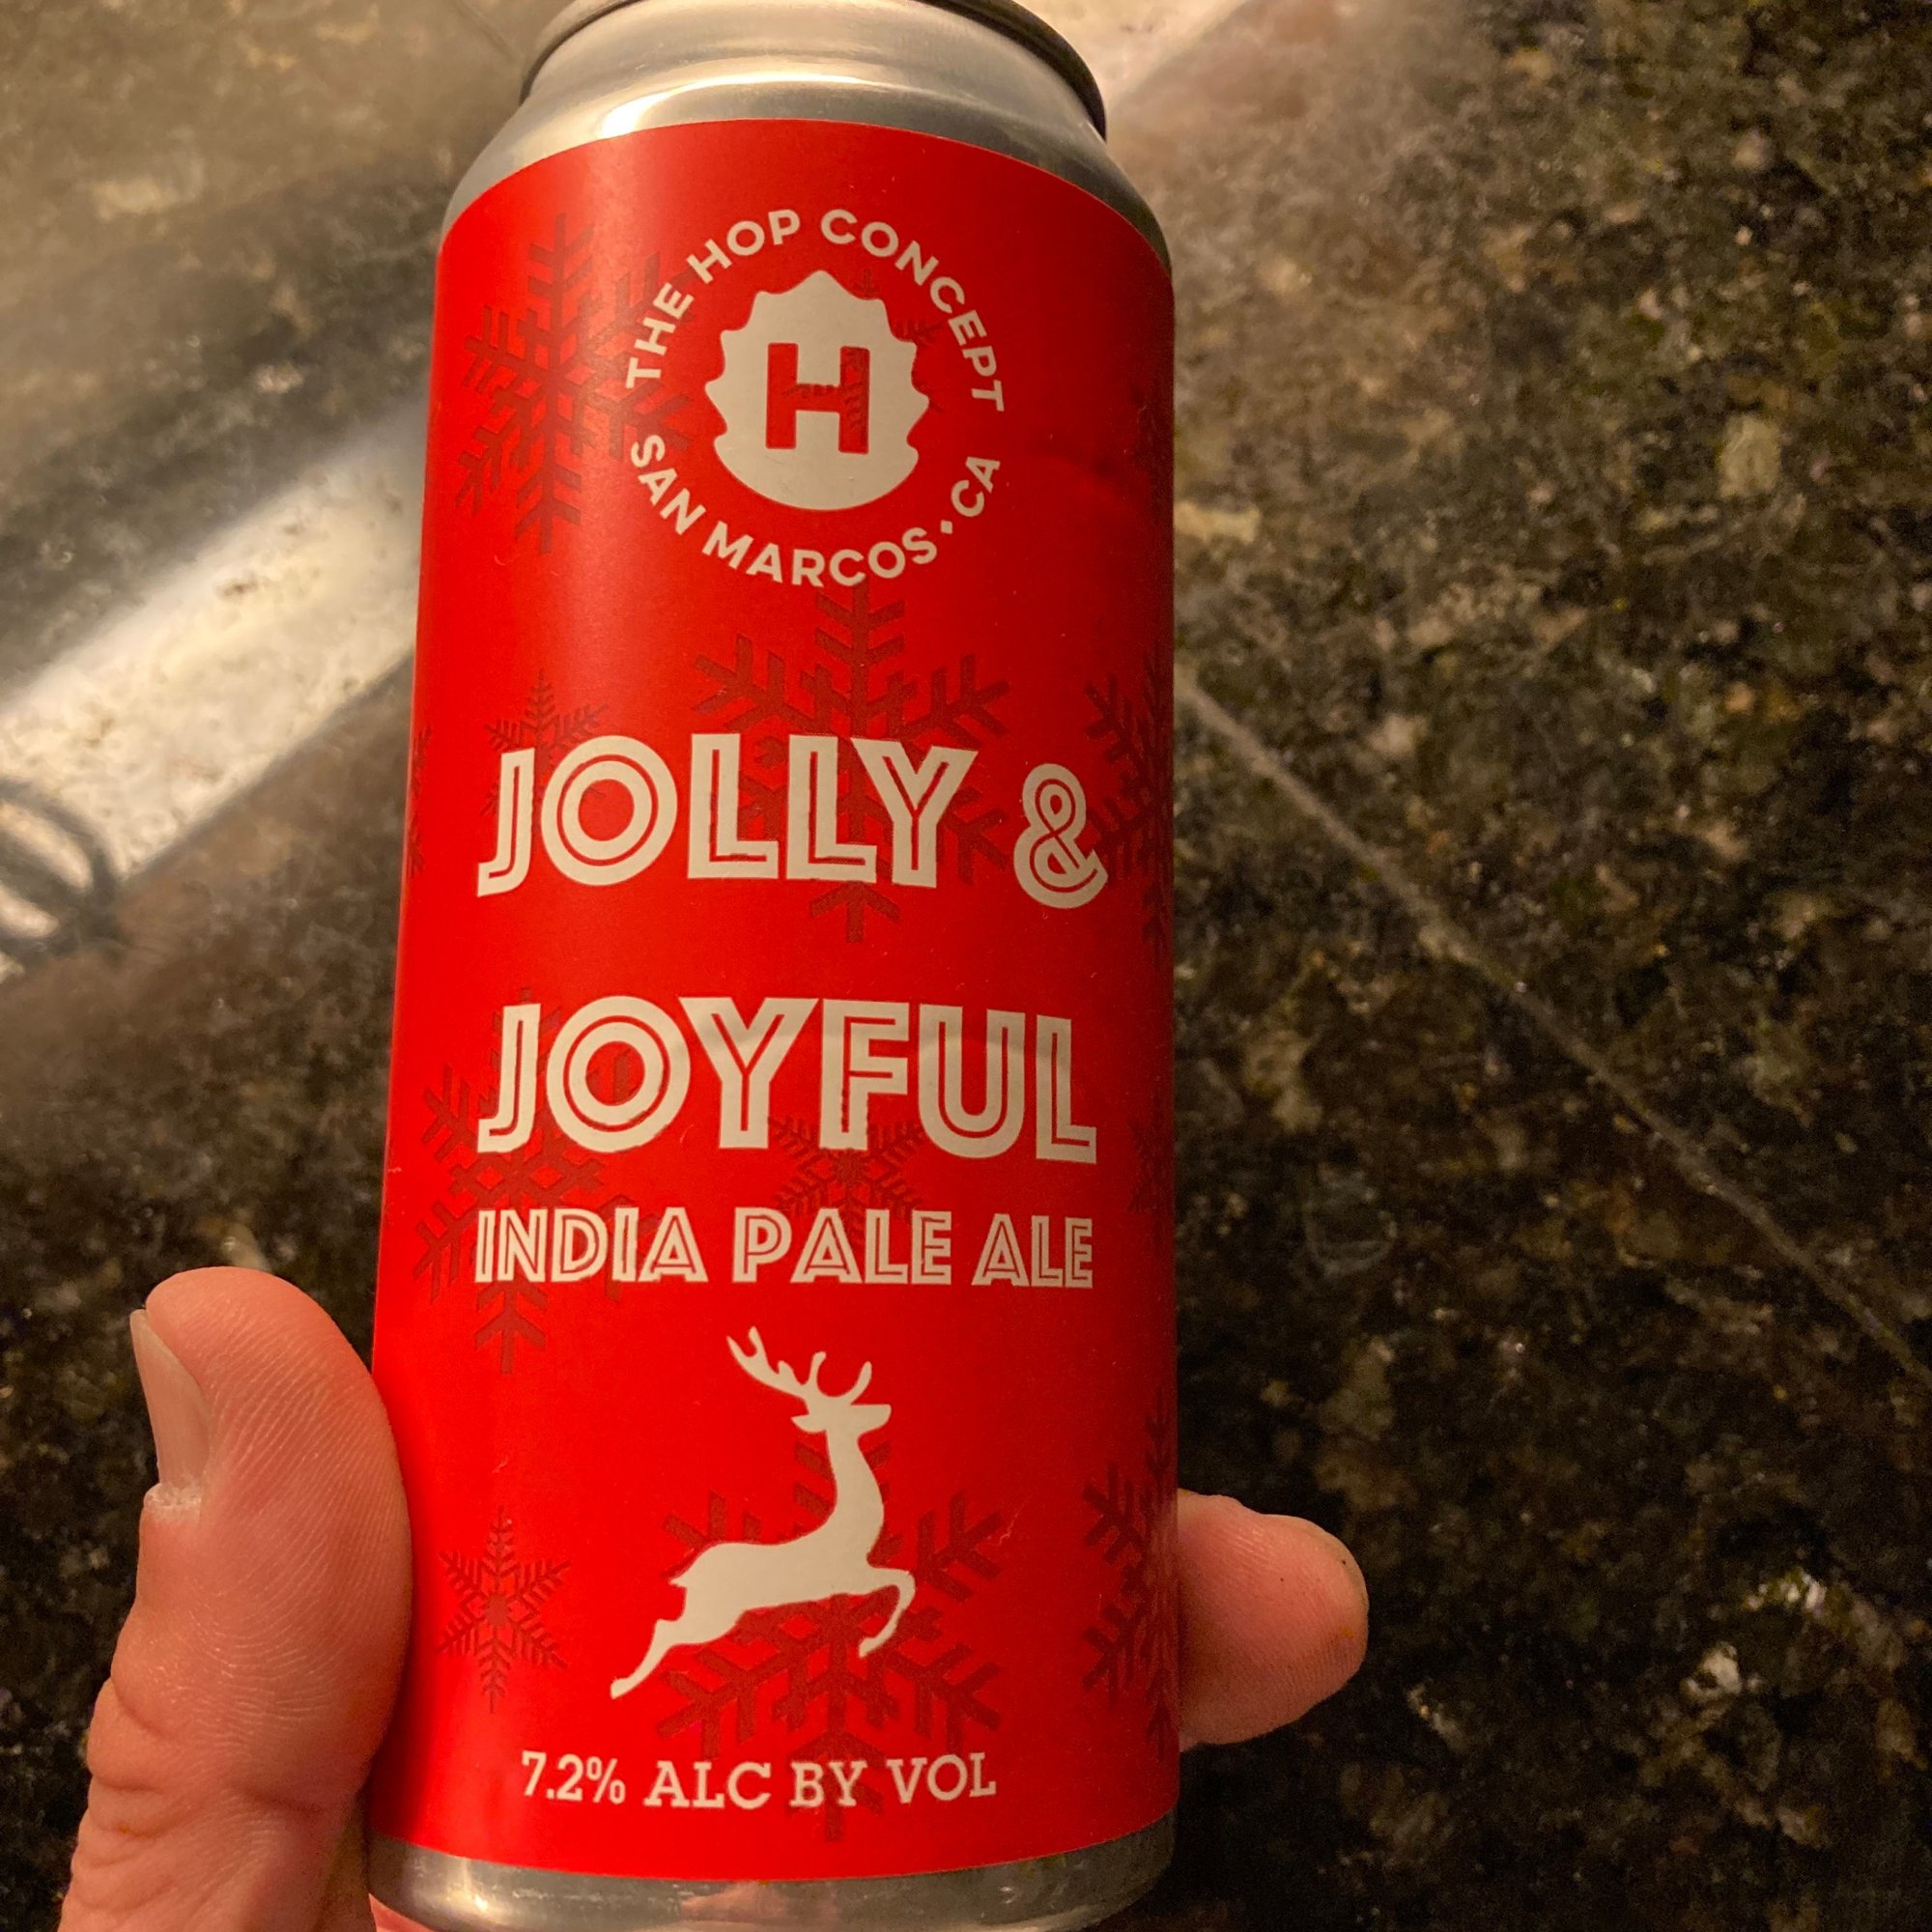 THE HOP CONCEPT
H
SAN MARCOS • CA
JOLLY &
JOYFUL
INDIA PALE ALE
7.2% ALC BY VOL